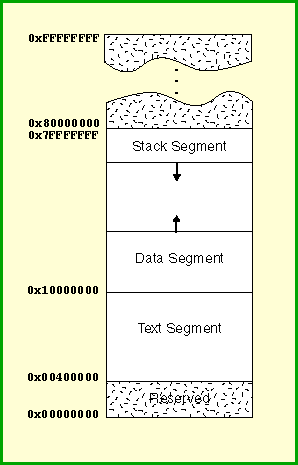 0xFFFFFFFF
0x80000000
0x7FFFFFFF
Stack Segment
Data Segment
0x10000000
Text Segment
0x00400000
Reserved
0x00000000